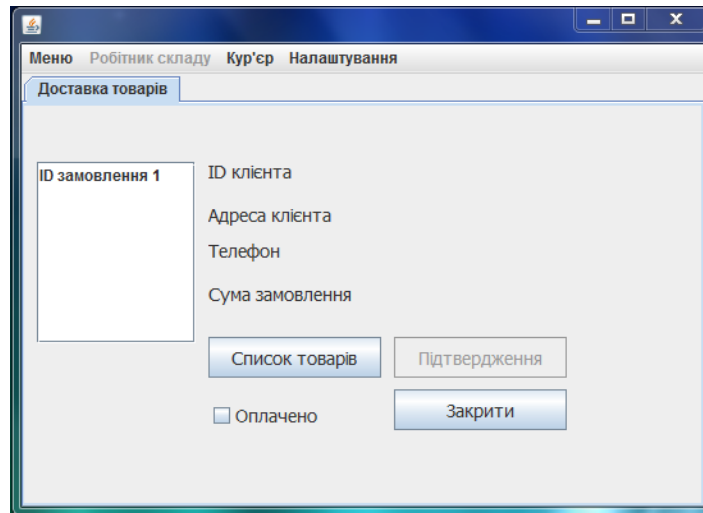 Меню Робітник складу Кур'єр Налаштування
Доставка товарів
ID замовлення 1
ID клієнта
Адреса клієнта
Телефон
Сума замовлення
Список товарів Підтвердження
Оплачено Закрити